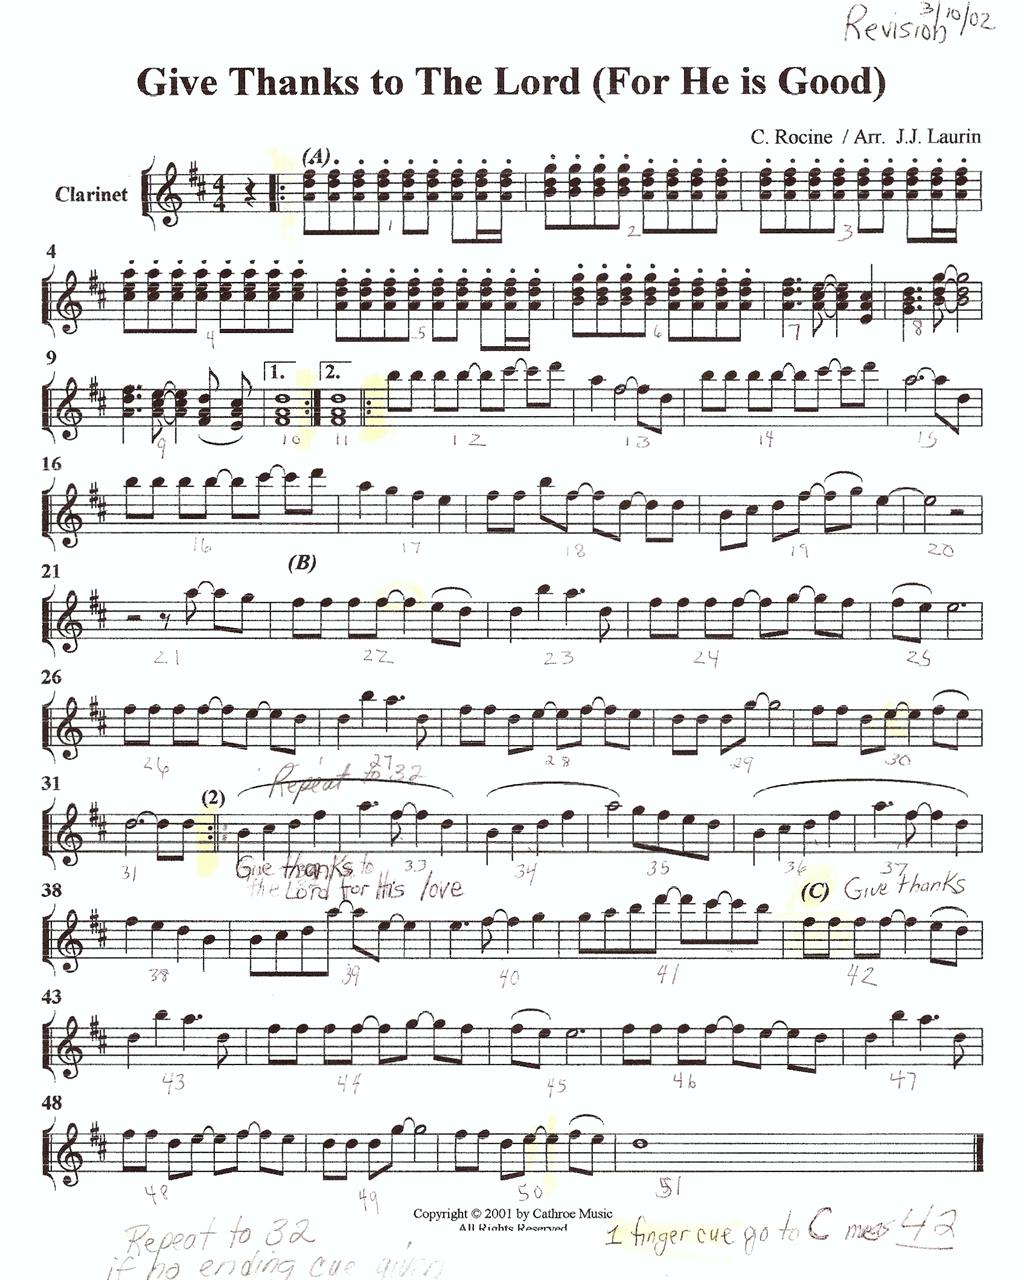 Revision 3/10/02
Give Thanks to The Lord (For He is Good)
C. Rocine / Arr. J.J. Laurin
(A)
Clarinet
1 2 3
4
4 5 6 7 8
9
1. 2.
9 10 11 12 13 14 15
16
16 17 18 19 20
(B)
21
21 22 23 24 25
26
26 27 28 29 30
Repeat to 32
31
(2)
31 33 34 35 36 37
Give thanks to
the Lord for His love
38
(C) Give thanks
38 39 40 41 42
43
43 44 45 46 47
48
48 49 50 51
Copyright © 2001 by Cathroe Music
All Rights Reserved
Repeat to 32
if no ending cue given
1 finger cue go to C meas 42